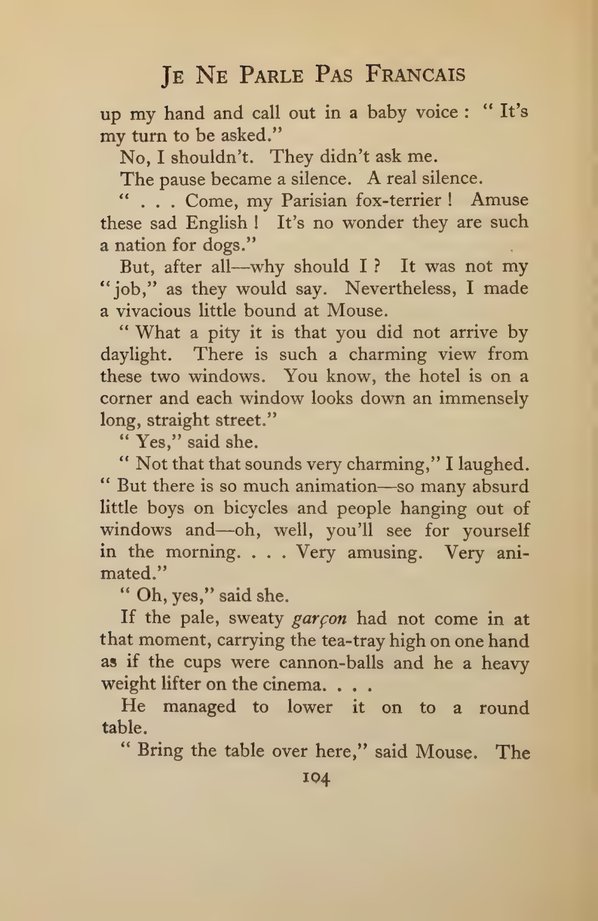 JE NE PARLE PAS FRANCAIS
up my hand and call out in a baby voice : “ It’s
my turn to be asked.”
No, I shouldn’t. They didn’t ask me.
The pause became a silence. A real silence.
“ . . . Come, my Parisian fox-terrier ! Amuse
these sad English ! It’s no wonder they are such
a nation for dogs.”
But, after all—why should I ? It was not my
“job,” as they would say. Nevertheless, I made
a vivacious little bound at Mouse.
“ What a pity it is that you did not arrive by
daylight. There is such a charming view from
these two windows. You know, the hotel is on a
corner and each window looks down an immensely
long, straight street.”
“ Yes,” said she.
“ Not that that sounds very charming,” I laughed.
“ But there is so much animation—so many absurd
little boys on bicycles and people hanging out of
windows and—oh, well, you’ll see for yourself
in the morning. . . . Very amusing. Very ani-
mated.”
“ Oh, yes,” said she.
If the pale, sweaty garçon had not come in at
that moment, carrying the tea-tray high on one hand
as if the cups were cannon-balls and he a heavy
weight lifter on the cinema. . . .
He managed to lower it on to a round
table.
“ Bring the table over here,” said Mouse. The
104